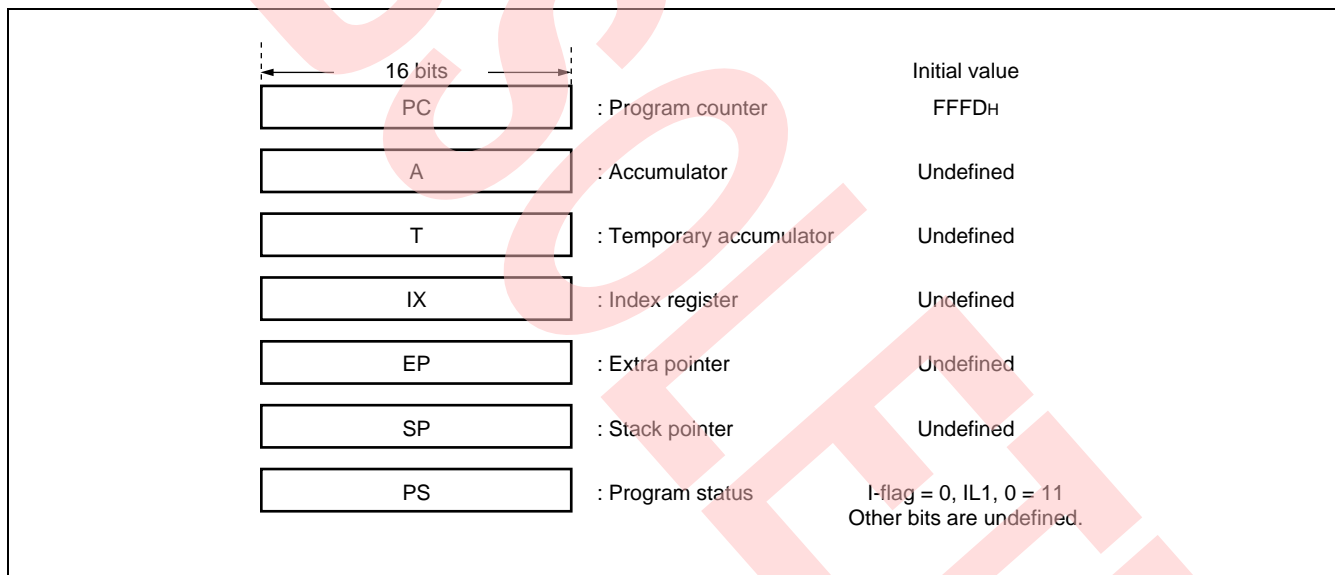 16 bits Initial value
PC : Program counter FFFDH
A : Accumulator Undefined
T : Temporary accumulator Undefined
IX : Index register Undefined
EP : Extra pointer Undefined
SP : Stack pointer Undefined
PS : Program status I-flag = 0, IL1, 0 = 11
Other bits are undefined.